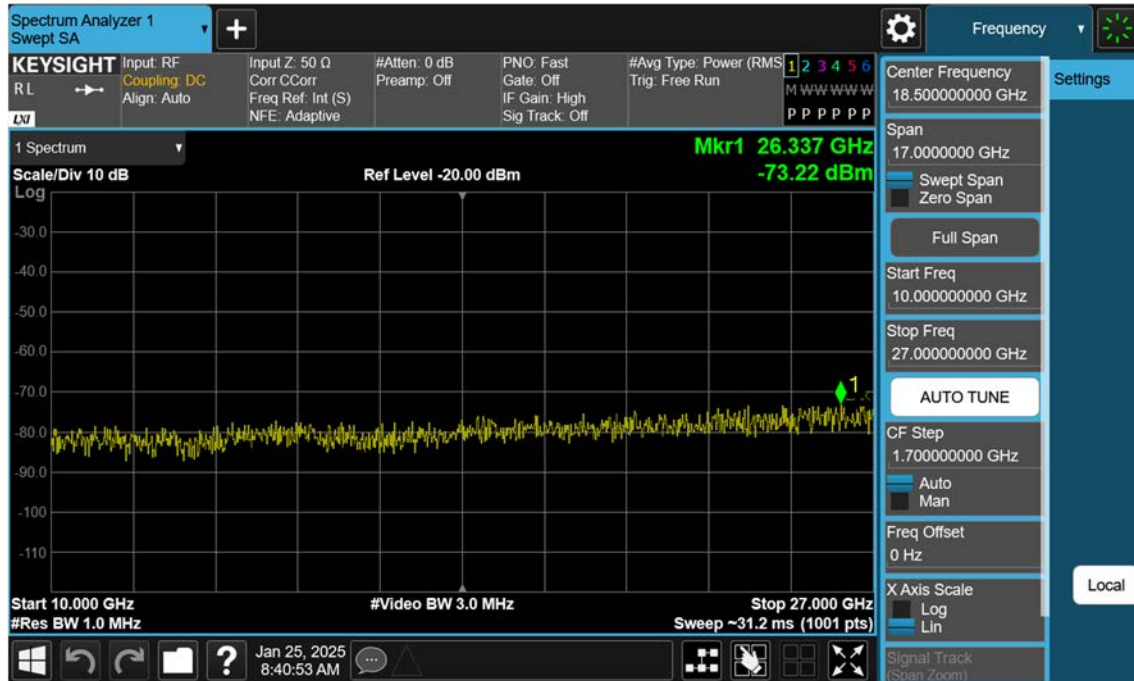 Spectrum Analyzer 1
Swept SA
Frequency
KEYSIGHT
R L
LXI
Input: RF
Coupling: DC
Align: Auto
Input Z: 50 Ω
Corr CCorr
Freq Ref: Int (S)
NFE: Adaptive
#Atten: 0 dB
Preamp: Off
PNO: Fast
Gate: Off
IF Gain: High
Sig Track: Off
#Avg Type: Power (RMS
Trig: Free Run
1 2 3 4 5 6
M W W W W W
P P P P P P
1 Spectrum
Mkr1 26.337 GHz
-73.22 dBm
Scale/Div 10 dB
Ref Level -20.00 dBm
Log
-30.0
-40.0
-50.0
-60.0
-70.0
-80.0
-90.0
-100
-110
1
Start 10.000 GHz
#Video BW 3.0 MHz
Stop 27.000 GHz
#Res BW 1.0 MHz
Sweep ~31.2 ms (1001 pts)
Center Frequency
18.500000000 GHz
Settings
Span
17.0000000 GHz
Swept Span
Zero Span
Full Span
Start Freq
10.000000000 GHz
Stop Freq
27.000000000 GHz
AUTO TUNE
CF Step
1.700000000 GHz
Auto
Man
Freq Offset
0 Hz
X Axis Scale
Log
Lin
Local
Signal Track
(Span Zoom)
Jan 25, 2025
8:40:53 AM